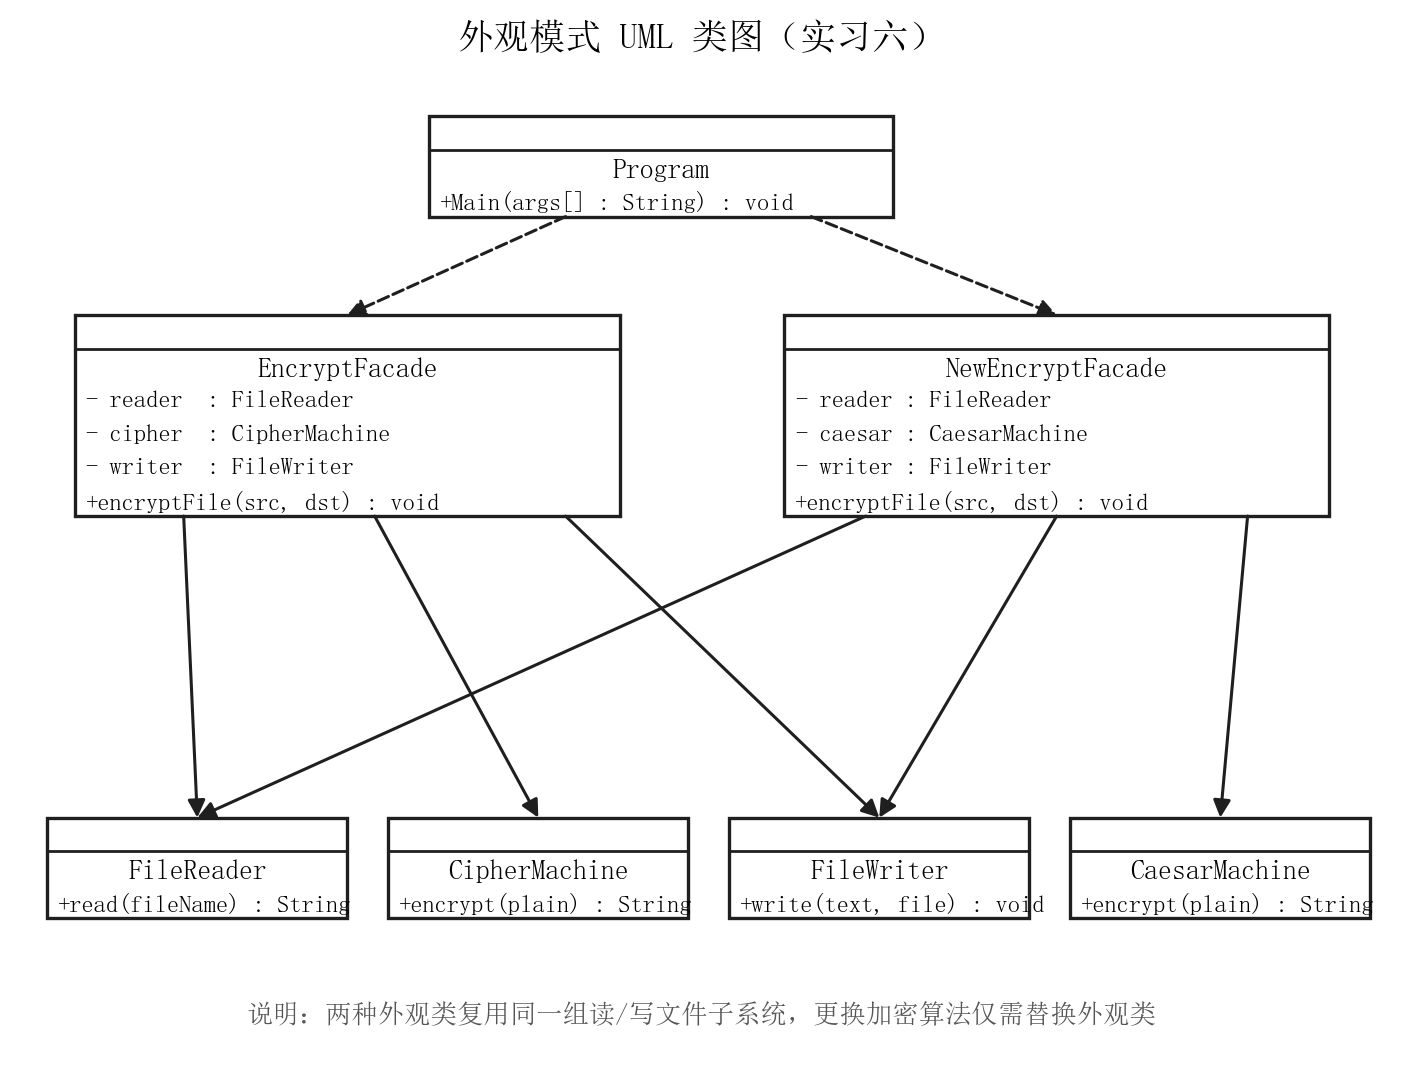 外观模式 UML 类图（实习六）
Program
+Main(args[] : String) : void
EncryptFacade
- reader  : FileReader
- cipher  : CipherMachine
- writer  : FileWriter
+encryptFile(src, dst) : void
NewEncryptFacade
- reader : FileReader
- caesar : CaesarMachine
- writer : FileWriter
+encryptFile(src, dst) : void
FileReader
+read(fileName) : String
CipherMachine
+encrypt(plain) : String
FileWriter
+write(text, file) : void
CaesarMachine
+encrypt(plain) : String
说明：两种外观类复用同一组读/写文件子系统，更换加密算法仅需替换外观类